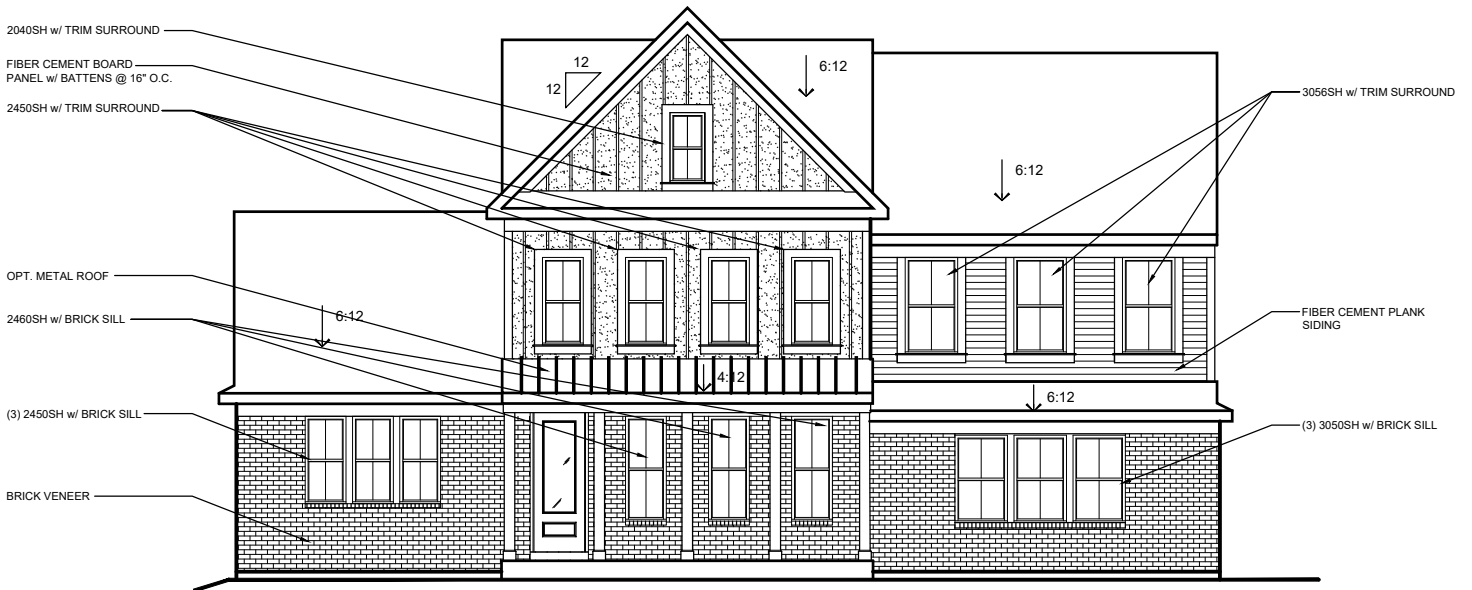 2040SH w/ TRIM SURROUND
FIBER CEMENT BOARD
PANEL w/ BATTENS @ 16" O.C.
2450SH w/ TRIM SURROUND
OPT. METAL ROOF
2460SH w/ BRICK SILL
(3) 2450SH w/ BRICK SILL
BRICK VENEER
12
12
6:12
6:12
6:12
4:12
6:12
3056SH w/ TRIM SURROUND
FIBER CEMENT PLANK
SIDING
(3) 3050SH w/ BRICK SILL